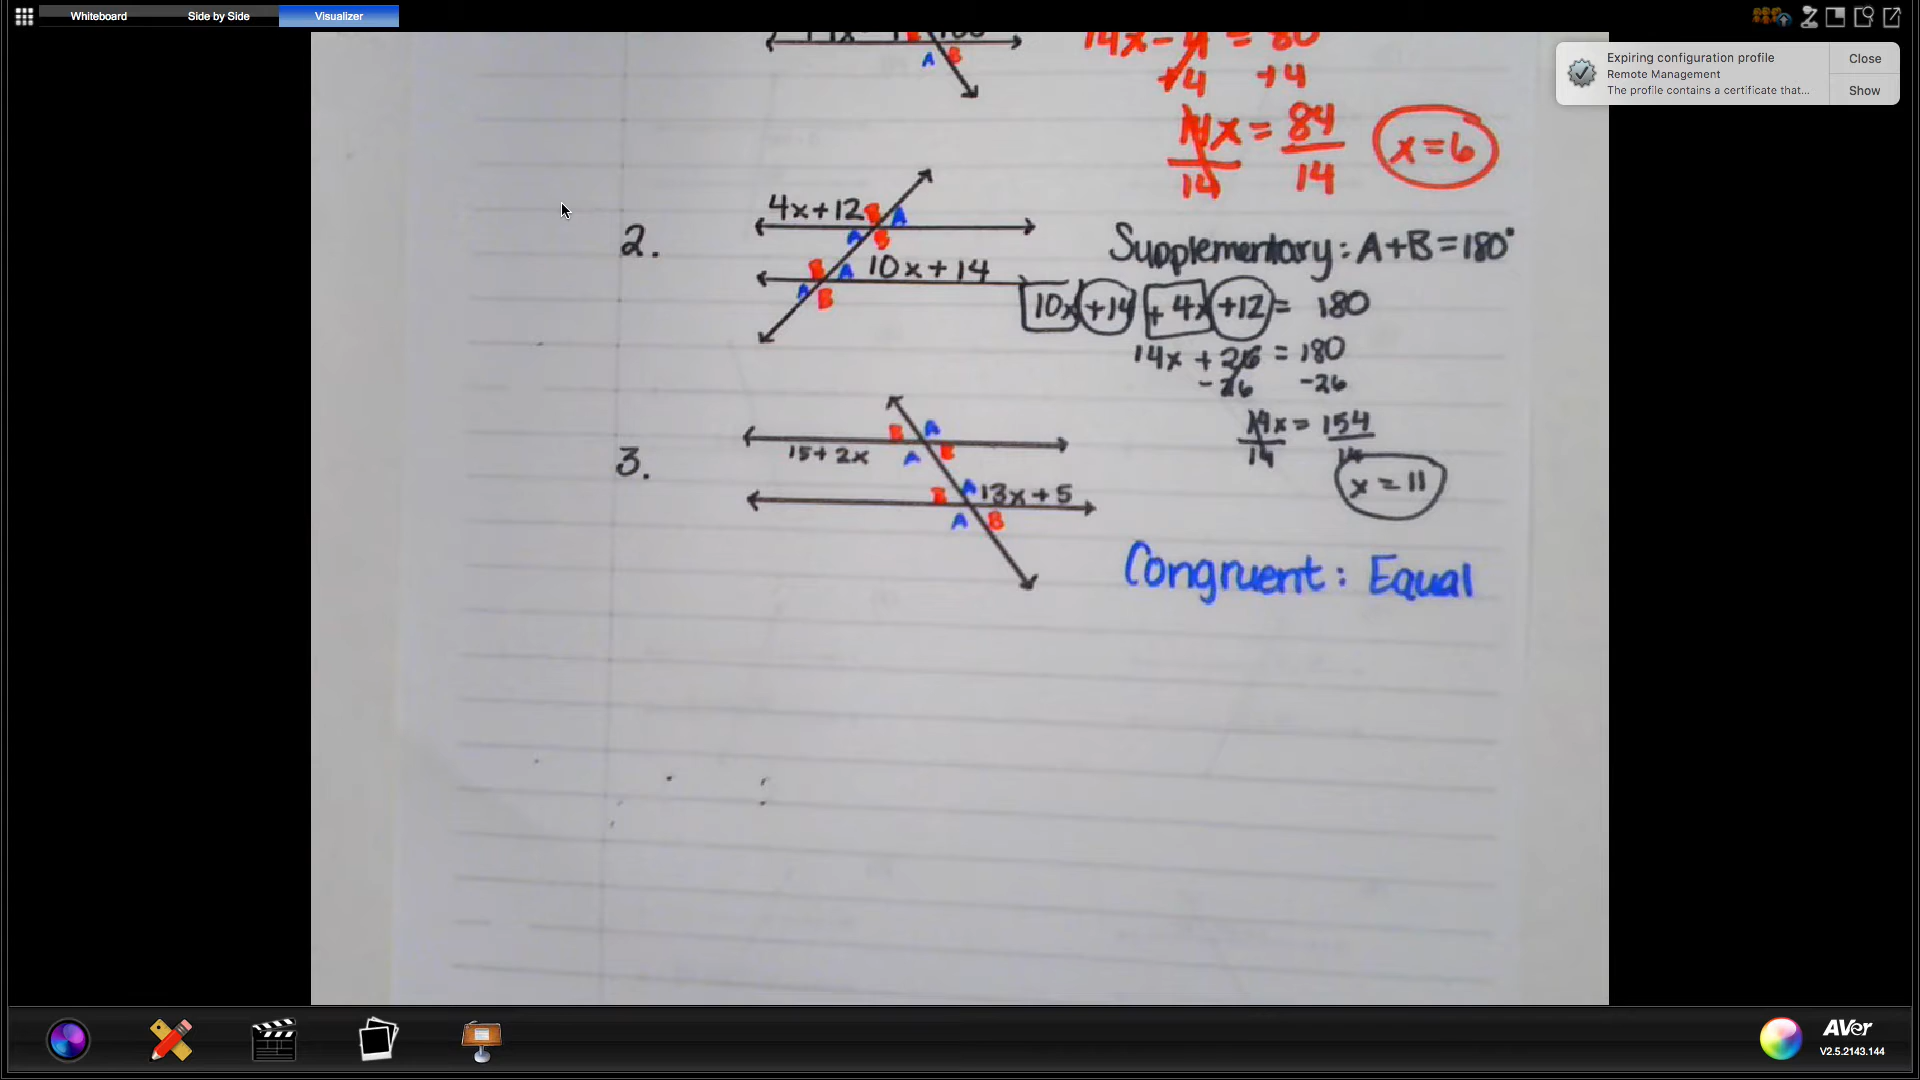 Whiteboard
Side by Side
Visualizer
Expiring configuration profile
Remote Management
The profile contains a certificate that...
Close
Show
A B
14x - 4 = 80
+4 +4
14x = 84
14 14
x = 6
2.
4x+12 B A
A B
B A 10x+14
A B
Supplementary: A+B=180°
10x +14 + 4x +12 = 180
14x + 26 = 180
-26 -26
14x = 154
14 14
x = 11
3.
B A
15+2x A B
B A 13x+5
A B
Congruent: Equal
AVer
V2.5.2143.144